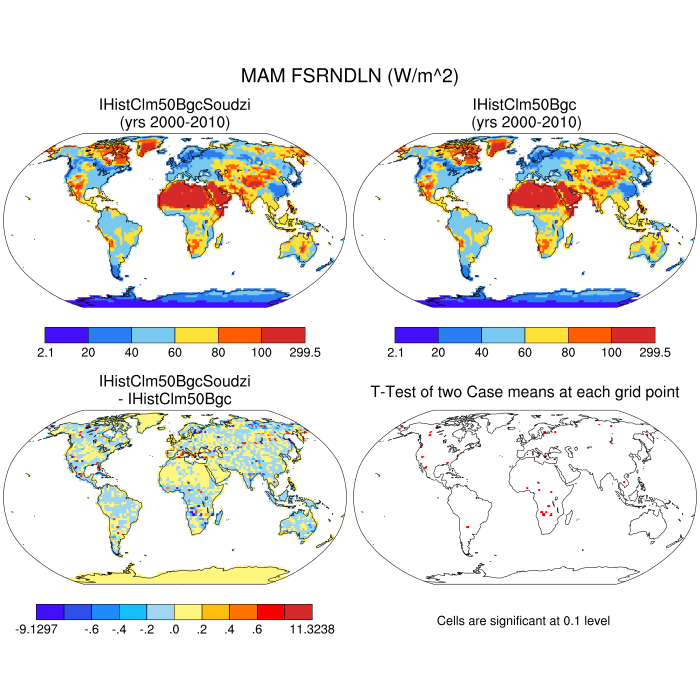 MAM FSRNDLN (W/m^2)
IHistClm50BgcSoudzi
(yrs 2000-2010)
IHistClm50Bgc
(yrs 2000-2010)
2.1 20 40 60 80 100 299.5
2.1 20 40 60 80 100 299.5
IHistClm50BgcSoudzi
- IHistClm50Bgc
T-Test of two Case means at each grid point
-9.1297 -.6 -.4 -.2 .0 .2 .4 .6 11.3238
Cells are significant at 0.1 level